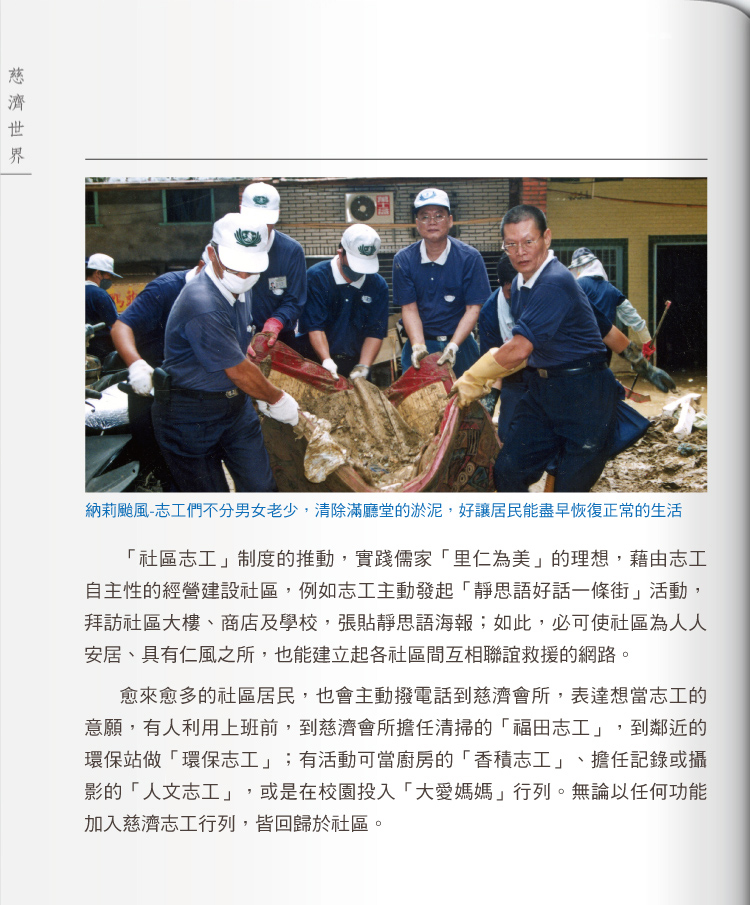 慈濟世界
納莉颱風-志工們不分男女老少，清除滿廳堂的淤泥，好讓居民能盡早恢復正常的生活
「社區志工」制度的推動，實踐儒家「里仁為美」的理想，藉由志工
自主性的經營建設社區，例如志工主動發起「靜思語好話一條街」活動，
拜訪社區大樓、商店及學校，張貼靜思語海報；如此，必可使社區為人人
安居、具有仁風之所，也能建立起各社區間互相聯誼救援的網路。
愈來愈多的社區居民，也會主動撥電話到慈濟會所，表達想當志工的
意願，有人利用上班前，到慈濟會所擔任清掃的「福田志工」，到鄰近的
環保站做「環保志工」；有活動可當廚房的「香積志工」、擔任記錄或攝
影的「人文志工」，或是在校園投入「大愛媽媽」行列。無論以任何功能
加入慈濟志工行列，皆回歸於社區。